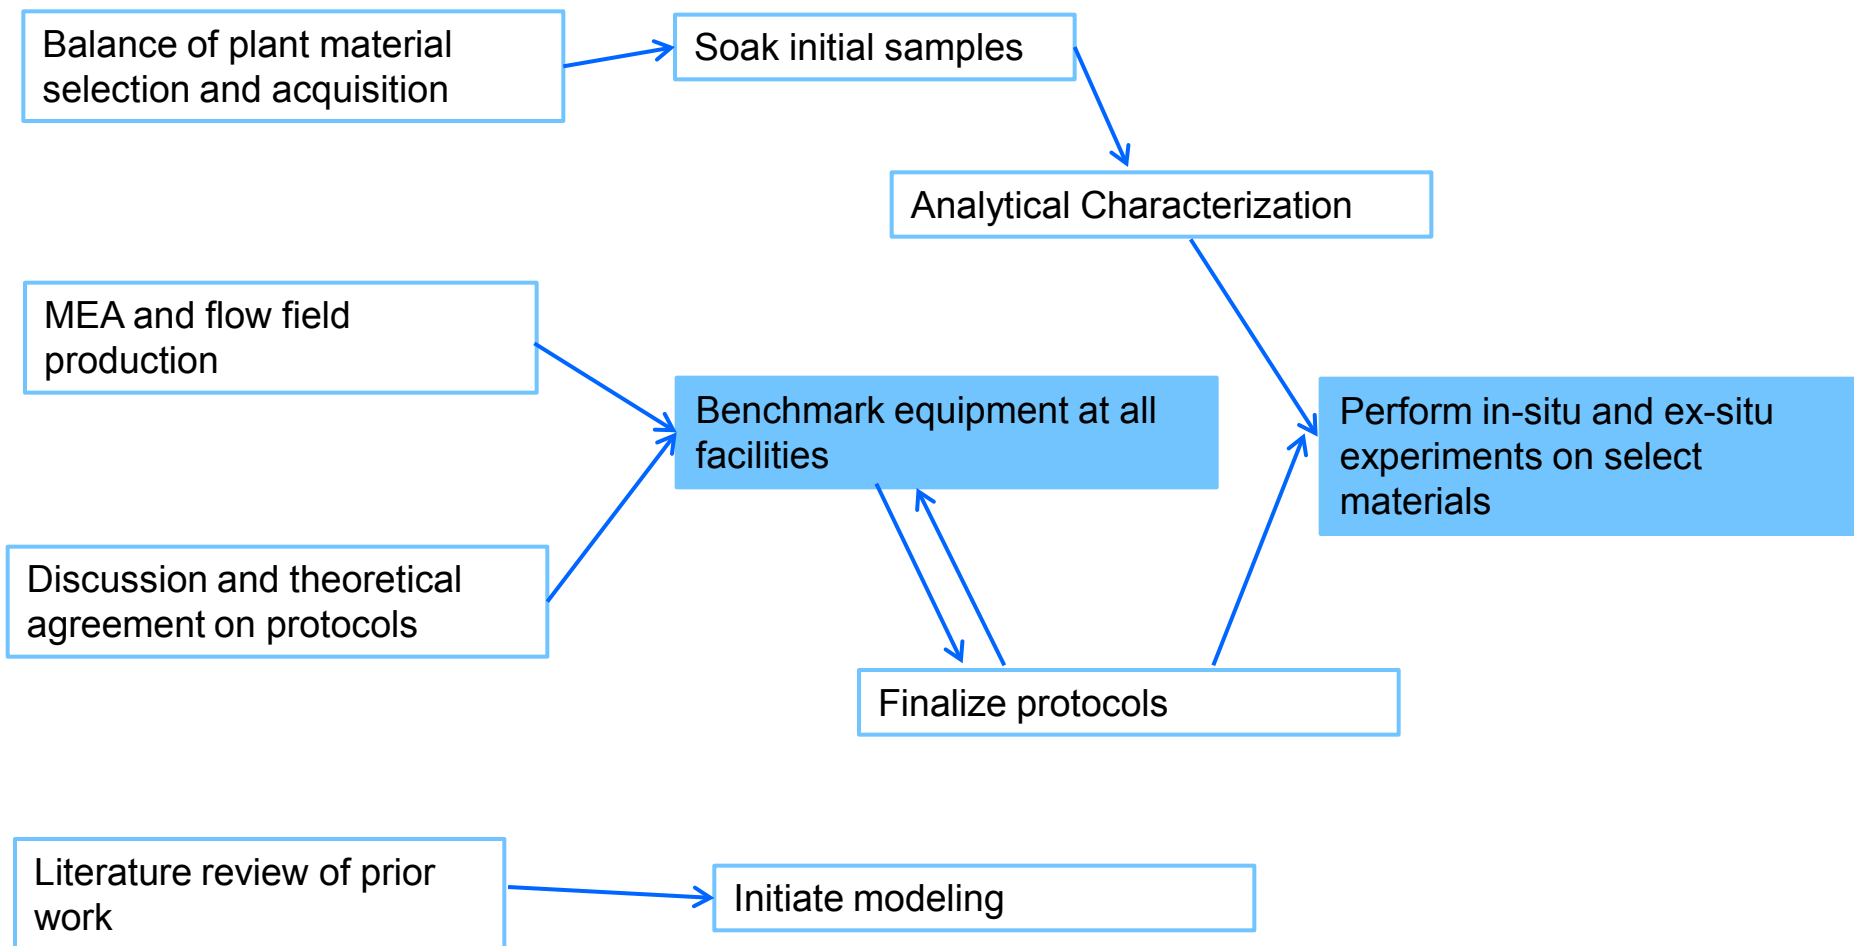 Balance of plant material
selection and acquisition
Soak initial samples
Analytical Characterization
MEA and flow field
production
Benchmark equipment at all
facilities
Perform in-situ and ex-situ
experiments on select
materials
Discussion and theoretical
agreement on protocols
Finalize protocols
Literature review of prior
work
Initiate modeling